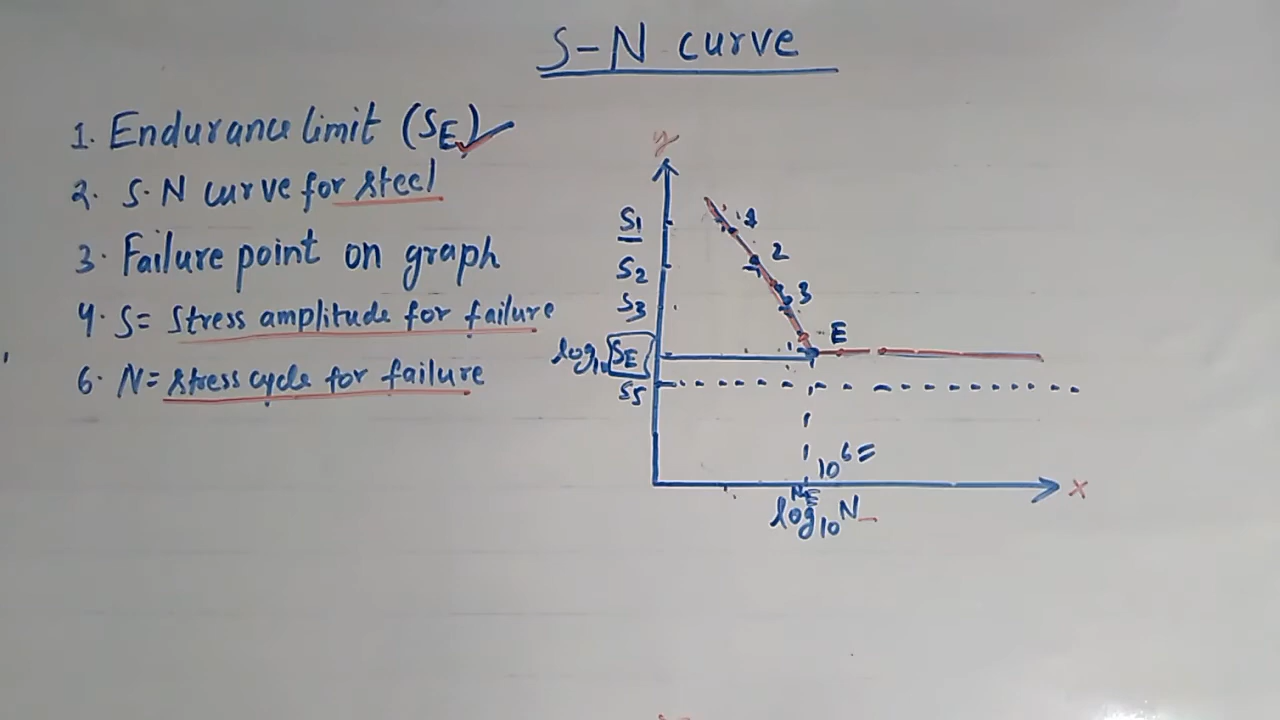 S-N curve
1. Endurance limit (SE)
2. S-N curve for steel
3. Failure point on graph
4. S= Stress amplitude for failure
6. N= stress cycle for failure
y
S1
S2
S3
log10 SE
S5
1
2
3
E
10^6=
NE
log10 N
x